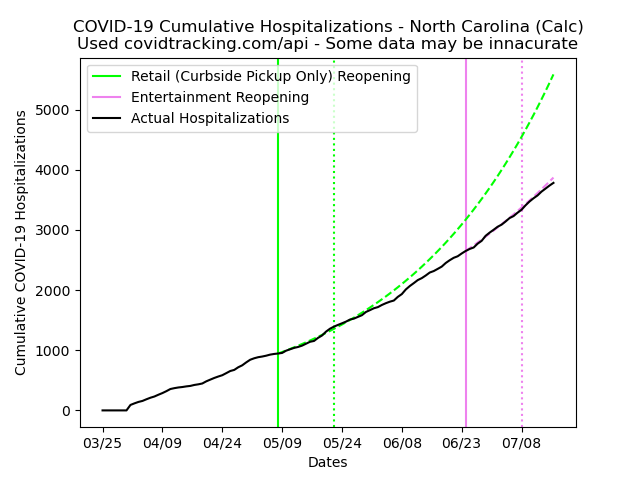 COVID-19 Cumulative Hospitalizations - North Carolina (Calc)
Used covidtracking.com/api - Some data may be innacurate
Retail (Curbside Pickup Only) Reopening
Entertainment Reopening
Actual Hospitalizations
Cumulative COVID-19 Hospitalizations
5000
4000
3000
2000
1000
0
03/25 04/09 04/24 05/09 05/24 06/08 06/23 07/08
Dates